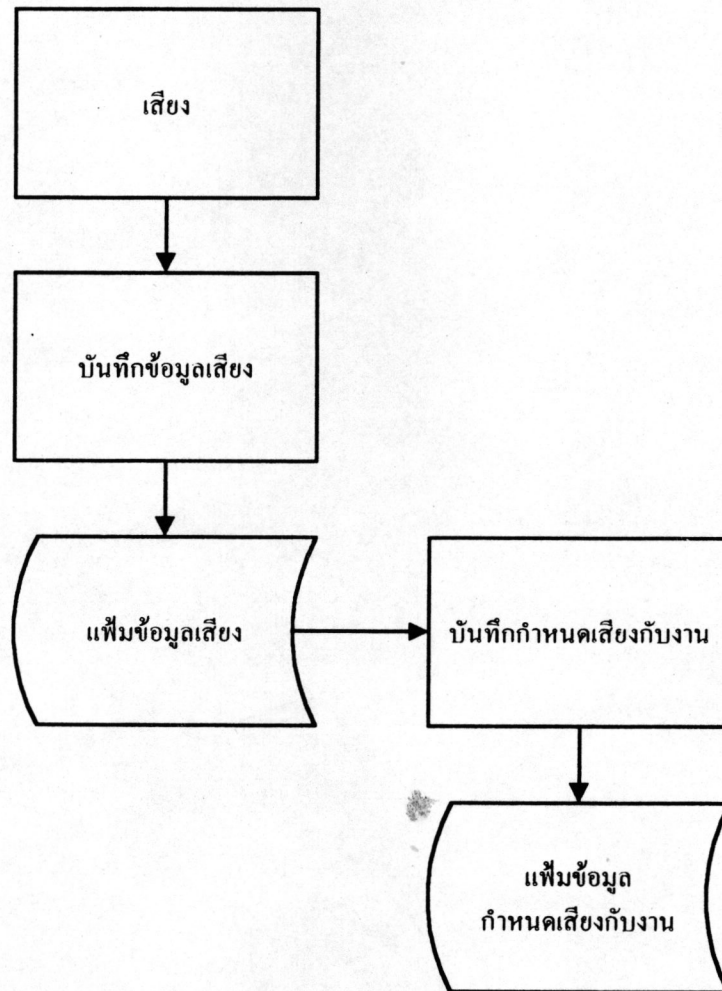 เสียง
บันทึกข้อมูลเสียง
แฟ้มข้อมูลเสียง
บันทึกกำหนดเสียงกับงาน
แฟ้มข้อมูล
กำหนดเสียงกับงาน